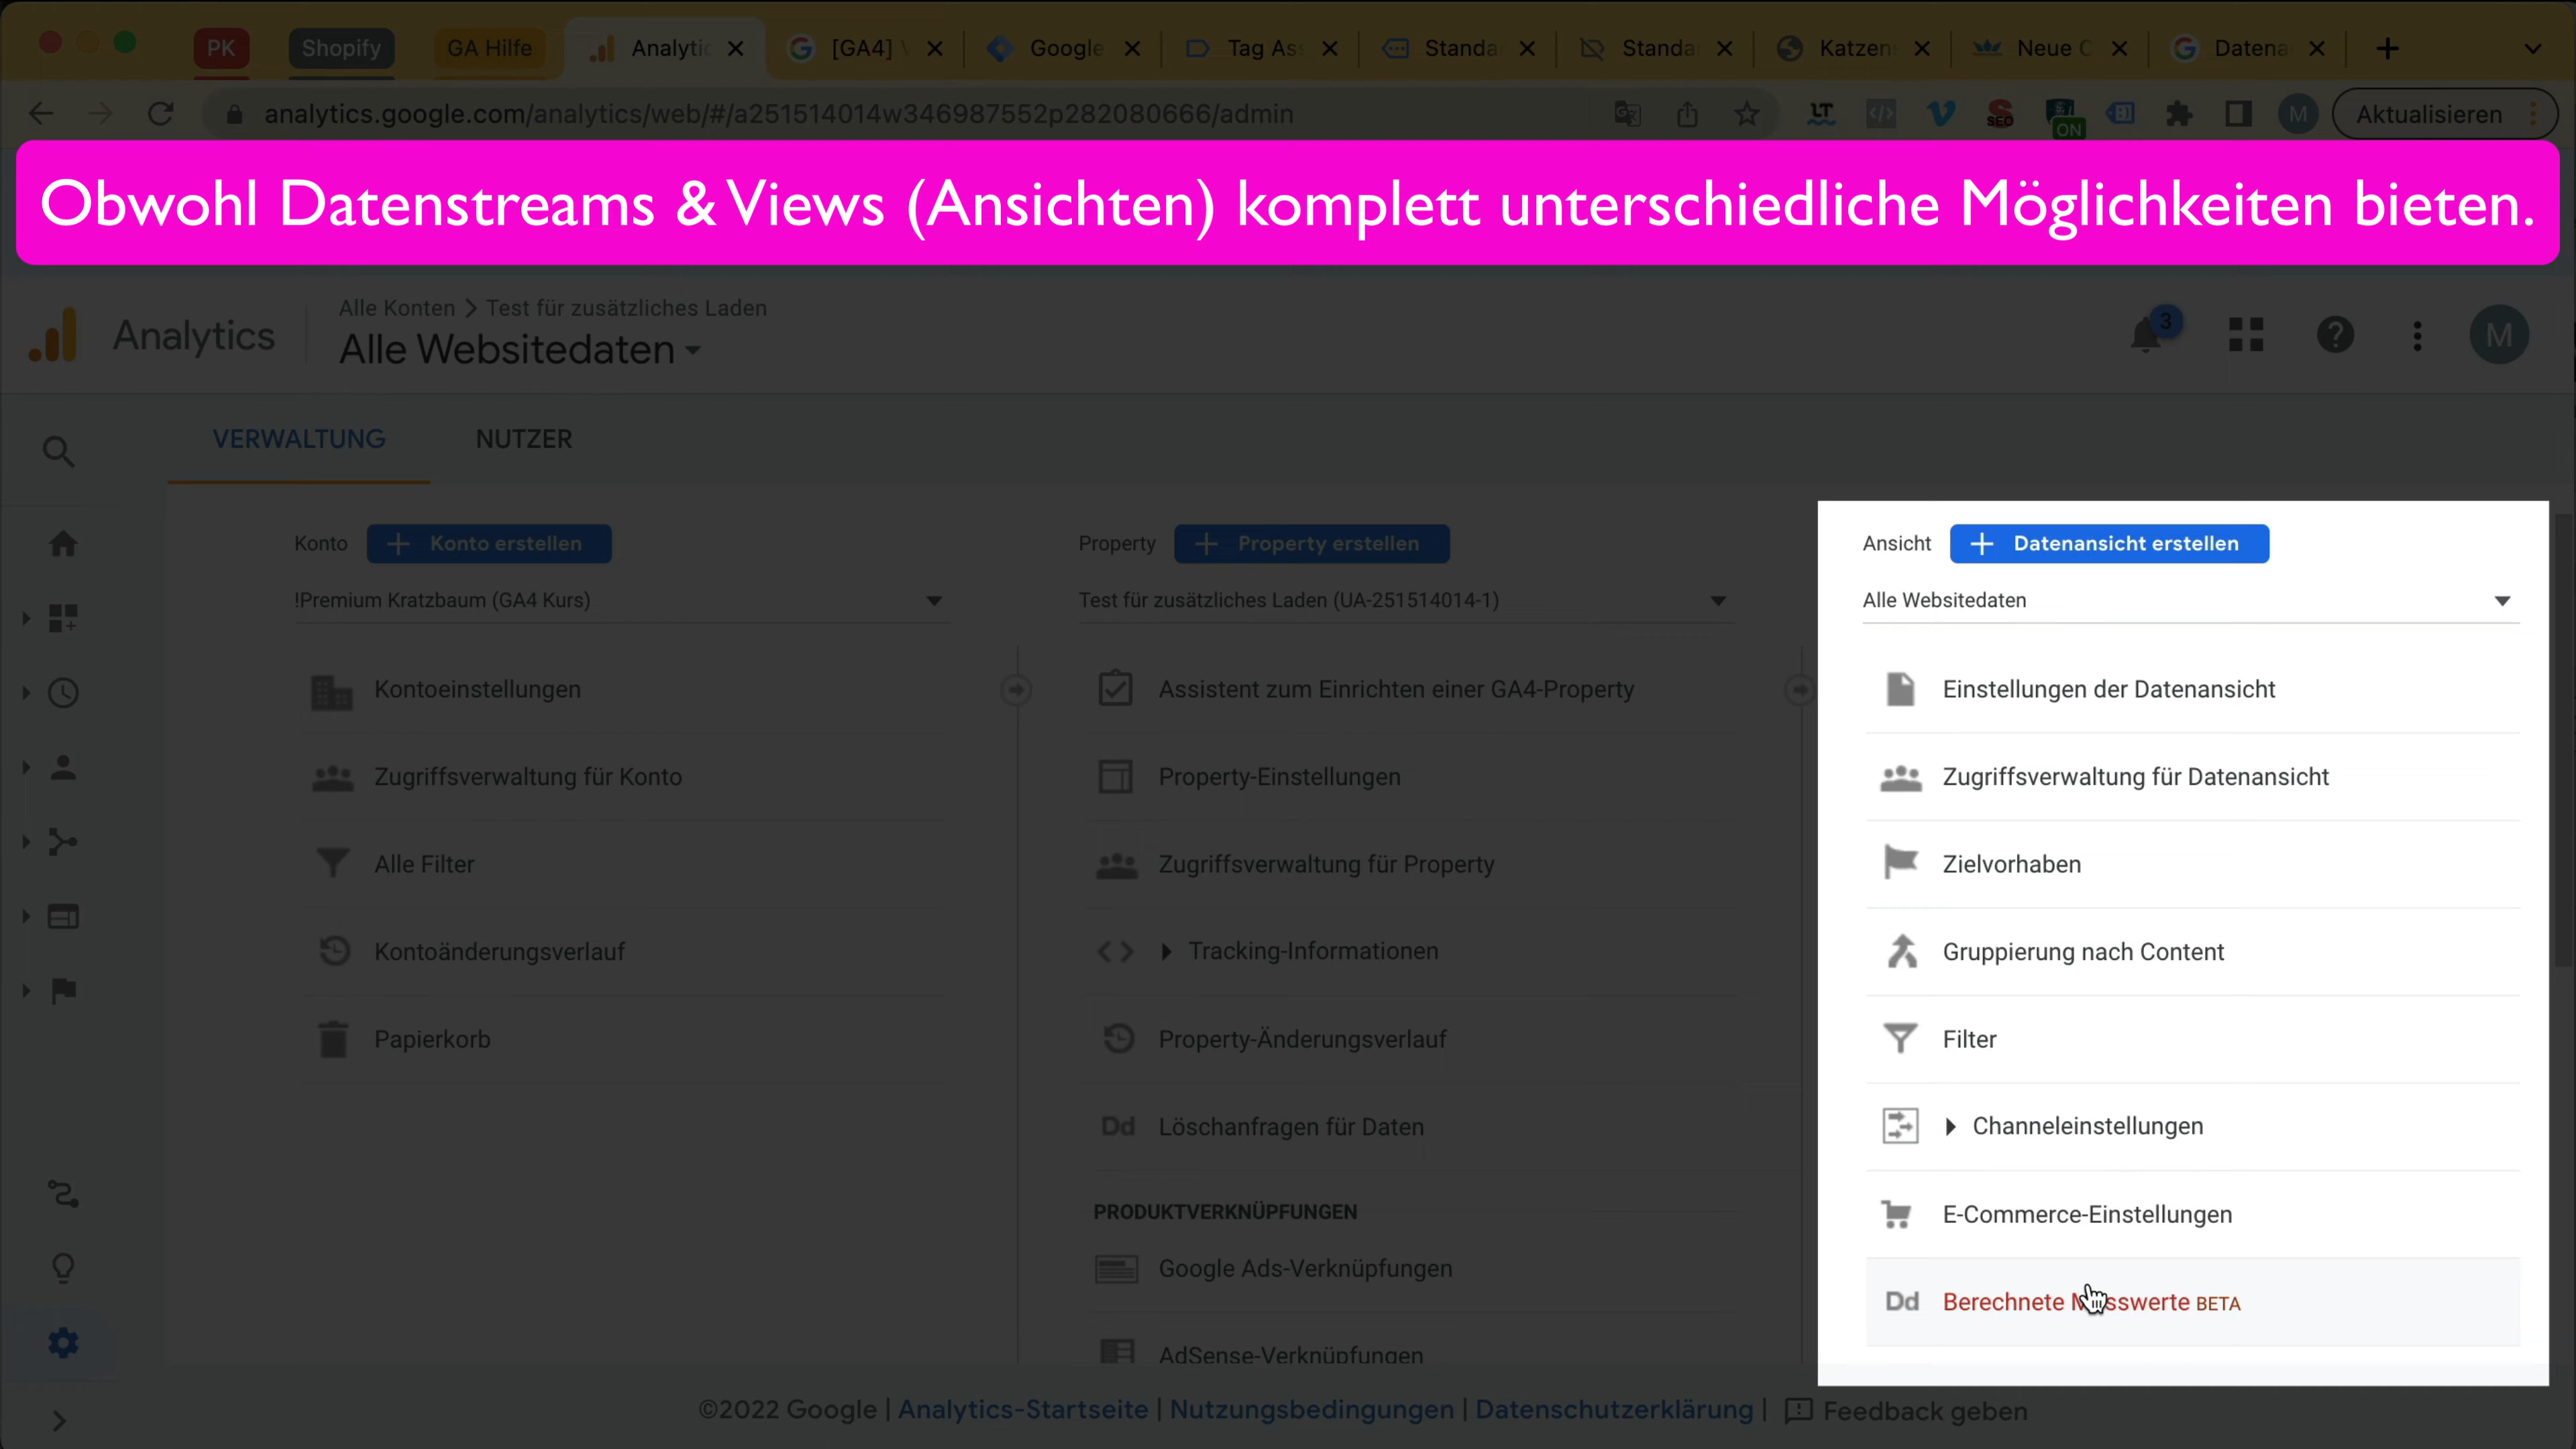 PK
Shopify
GA Hilfe
Analytic
[GA4]
Google
Tag Ass
Standa
Standa
Katzen
Neue
Datena
analytics.google.com/analytics/web/#/a251514014w346987552p282080666/admin
LT
SEO
ON
M
Aktualisieren
Obwohl Datenstreams & Views (Ansichten) komplett unterschiedliche Möglichkeiten bieten.
Analytics
Alle Konten > Test für zusätzliches Laden
Alle Websitedaten
3
M
VERWALTUNG
NUTZER
Konto
Konto erstellen
!Premium Kratzbaum (GA4 Kurs)
Kontoeinstellungen
Zugriffsverwaltung für Konto
Alle Filter
Kontoänderungsverlauf
Papierkorb
Property
Property erstellen
Test für zusätzliches Laden (UA-251514014-1)
Assistent zum Einrichten einer GA4-Property
Property-Einstellungen
Zugriffsverwaltung für Property
Tracking-Informationen
Property-Änderungsverlauf
Dd Löschanfragen für Daten
PRODUKTVERKNÜPFUNGEN
Google Ads-Verknüpfungen
AdSense-Verknüpfungen
Ansicht
Datenansicht erstellen
Alle Websitedaten
Einstellungen der Datenansicht
Zugriffsverwaltung für Datenansicht
Zielvorhaben
Gruppierung nach Content
Filter
Channeleinstellungen
E-Commerce-Einstellungen
Dd Berechnete Messwerte BETA
©2022 Google | Analytics-Startseite | Nutzungsbedingungen | Datenschutzerklärung | Feedback geben